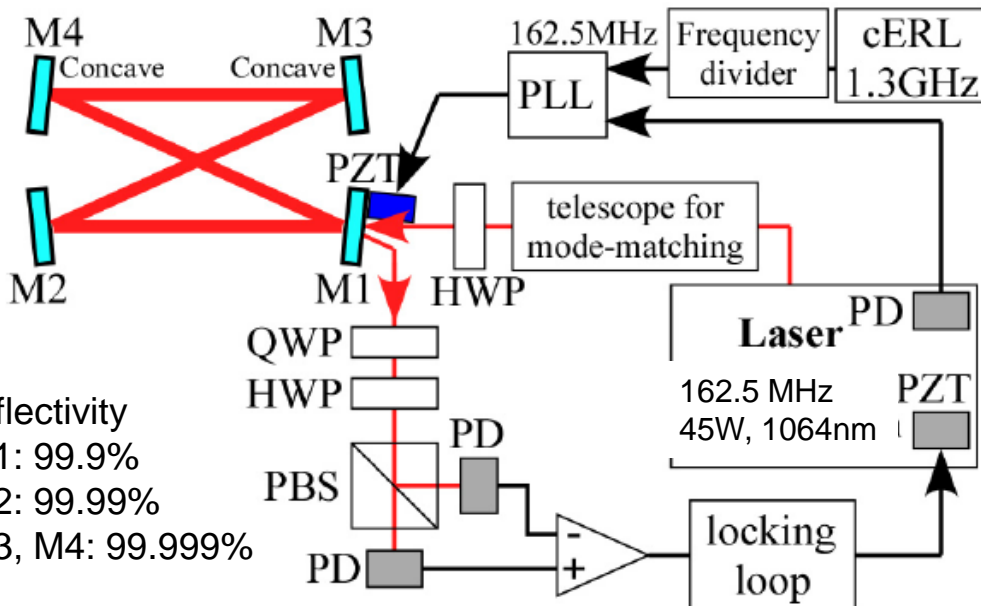 M4
M3
Concave
Concave
162.5MHz
Frequency
divider
cERL
1.3GHz
PLL
PZT
telescope for
mode-matching
M2
M1
HWP
PD
Laser
QWP
HWP
162.5 MHz
45W, 1064nm
PZT
flectivity
1: 99.9%
2: 99.99%
3, M4: 99.999%
PD
PBS
PD
-
+
locking
loop